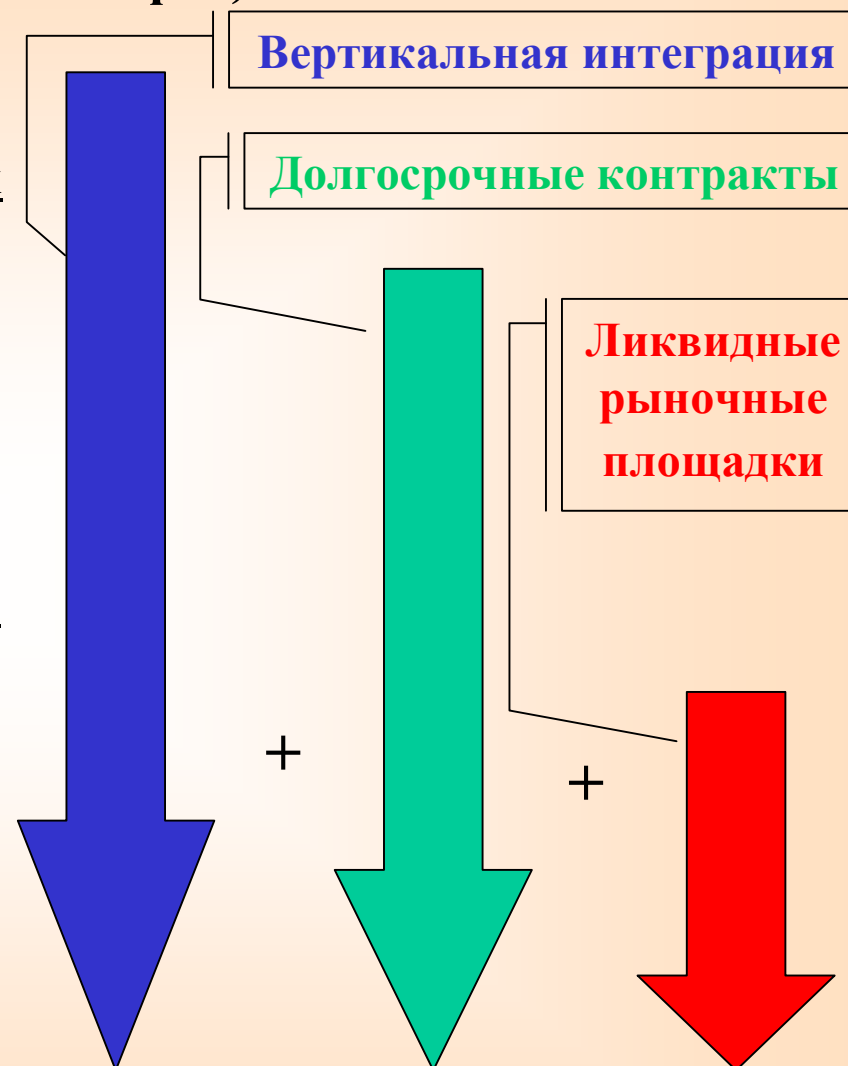 Вертикальная интеграция
Долгосрочные контракты
Ликвидные
рыночные
площадки
+
+